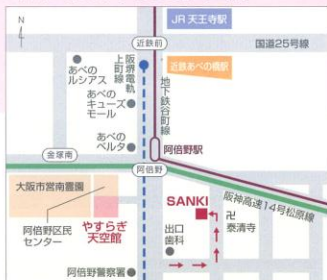 N
JR 天王寺駅
近鉄前
国道25号線
近鉄あべの橋駅
あべの
ルシアス
阪堺電軌
上町線
地下鉄谷町線
あべの
キューズ
モール
あべの
ベルタ
阿倍野駅
金塚南
阿倍野
大阪市営南霊園
阪神高速14号松原線
SANKI
卍
泰清寺
やすらぎ
天空館
阿倍野区民
センター
出口
歯科
阿倍野警察署